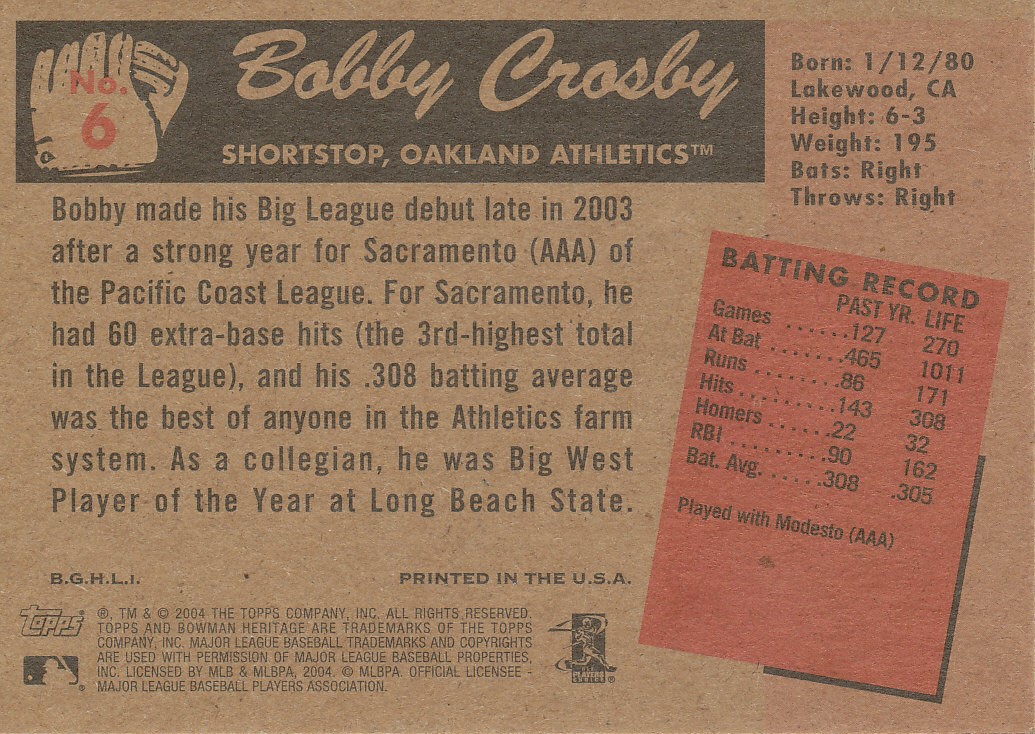 No.
6
Bobby Crosby
SHORTSTOP, OAKLAND ATHLETICS™
Born: 1/12/80
Lakewood, CA
Height: 6-3
Weight: 195
Bats: Right
Throws: Right
Bobby made his Big League debut late in 2003
after a strong year for Sacramento (AAA) of
the Pacific Coast League. For Sacramento, he
had 60 extra-base hits (the 3rd-highest total
in the League), and his .308 batting average
was the best of anyone in the Athletics farm
system. As a collegian, he was Big West
Player of the Year at Long Beach State.
BATTING RECORD
PAST YR. LIFE
Games ......127 270
At Bat .......465 1011
Runs ........86 171
Hits .........143 308
Homers ......22 32
RBI .........90 162
Bat. Avg. .....308 .305
Played with Modesto (AAA)
B.G.H.L.I. PRINTED IN THE U.S.A.
Topps
®, TM & © 2004 THE TOPPS COMPANY, INC. ALL RIGHTS RESERVED.
TOPPS AND BOWMAN HERITAGE ARE TRADEMARKS OF THE TOPPS
COMPANY, INC. MAJOR LEAGUE BASEBALL TRADEMARKS AND COPYRIGHTS
ARE USED WITH PERMISSION OF MAJOR LEAGUE BASEBALL PROPERTIES,
INC. LICENSED BY MLB & MLBPA, 2004. © MLBPA. OFFICIAL LICENSEE -
MAJOR LEAGUE BASEBALL PLAYERS ASSOCIATION.
PLAYERS
CHOICE ®